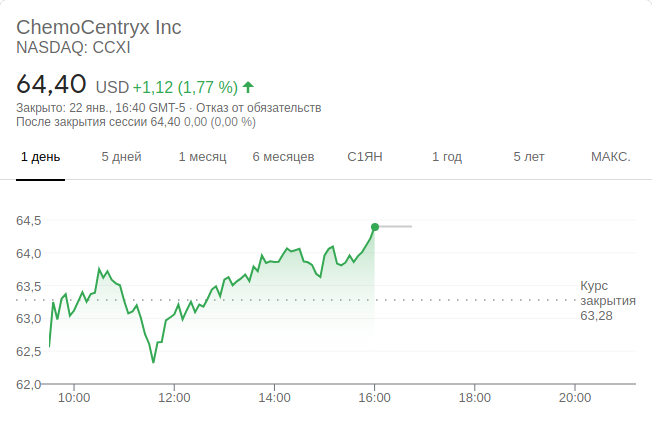 ChemoCentryx Inc
NASDAQ: CCXI
64,40 USD +1,12 (1,77 %)
Закрыто: 22 янв., 16:40 GMT-5 · Отказ от обязательств
После закрытия сессии 64,40 0,00 (0,00 %)
1 день 5 дней 1 месяц 6 месяцев С1ЯН 1 год 5 лет МАКС.
64,5
64,0
63,5
63,0
62,5
62,0
Курс
закрытия
63,28
10:00 12:00 14:00 16:00 18:00 20:00